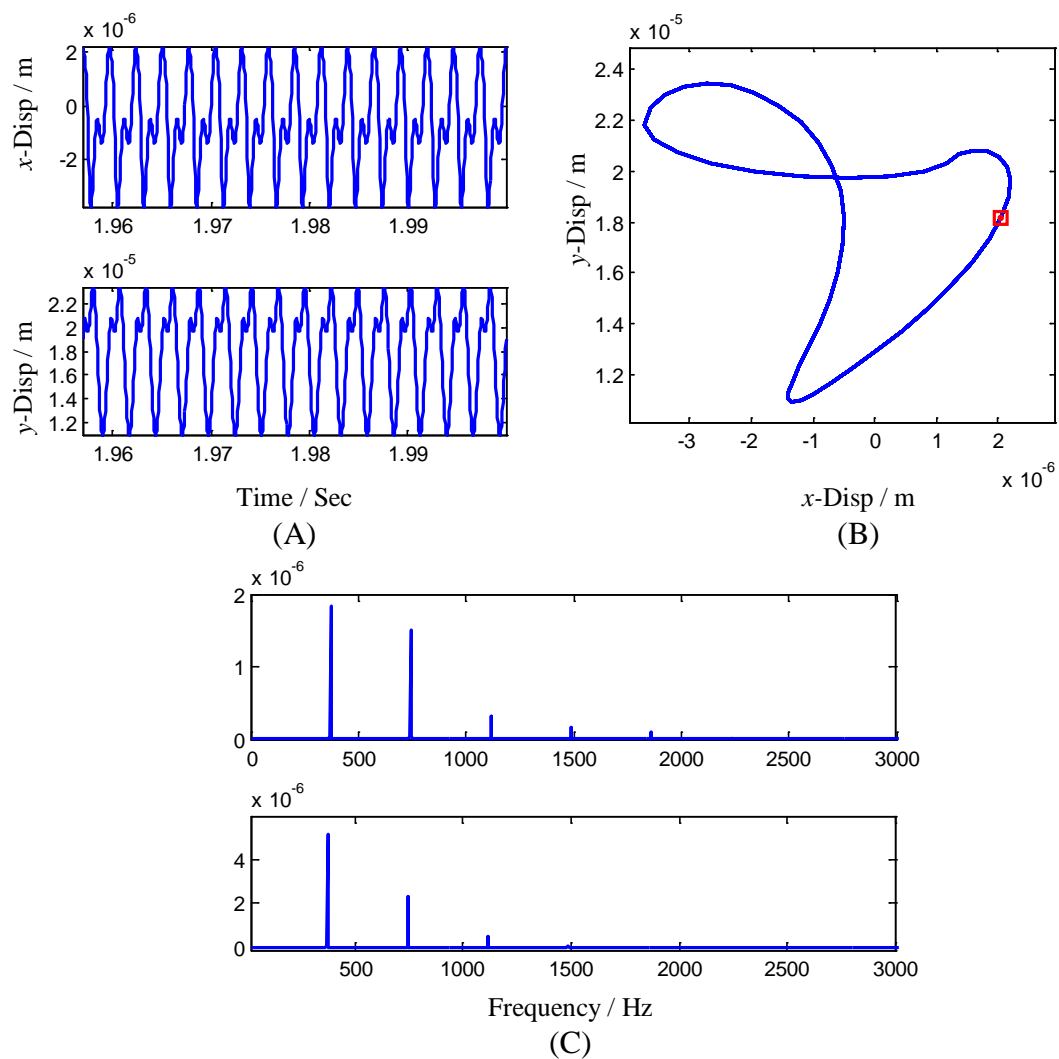 x 10^-6
2
0
-2
x-Disp / m
1.96 1.97 1.98 1.99
x 10^-5
2.2
2
1.8
1.6
1.4
1.2
y-Disp / m
1.96 1.97 1.98 1.99
Time / Sec
(A)
x 10^-5
2.4
2.2
2
1.8
1.6
1.4
1.2
y-Disp / m
-3 -2 -1 0 1 2
x 10^-6
x-Disp / m
(B)
x 10^-6
2
1
0
0 500 1000 1500 2000 2500 3000
x 10^-6
4
2
0
500 1000 1500 2000 2500 3000
Frequency / Hz
(C)